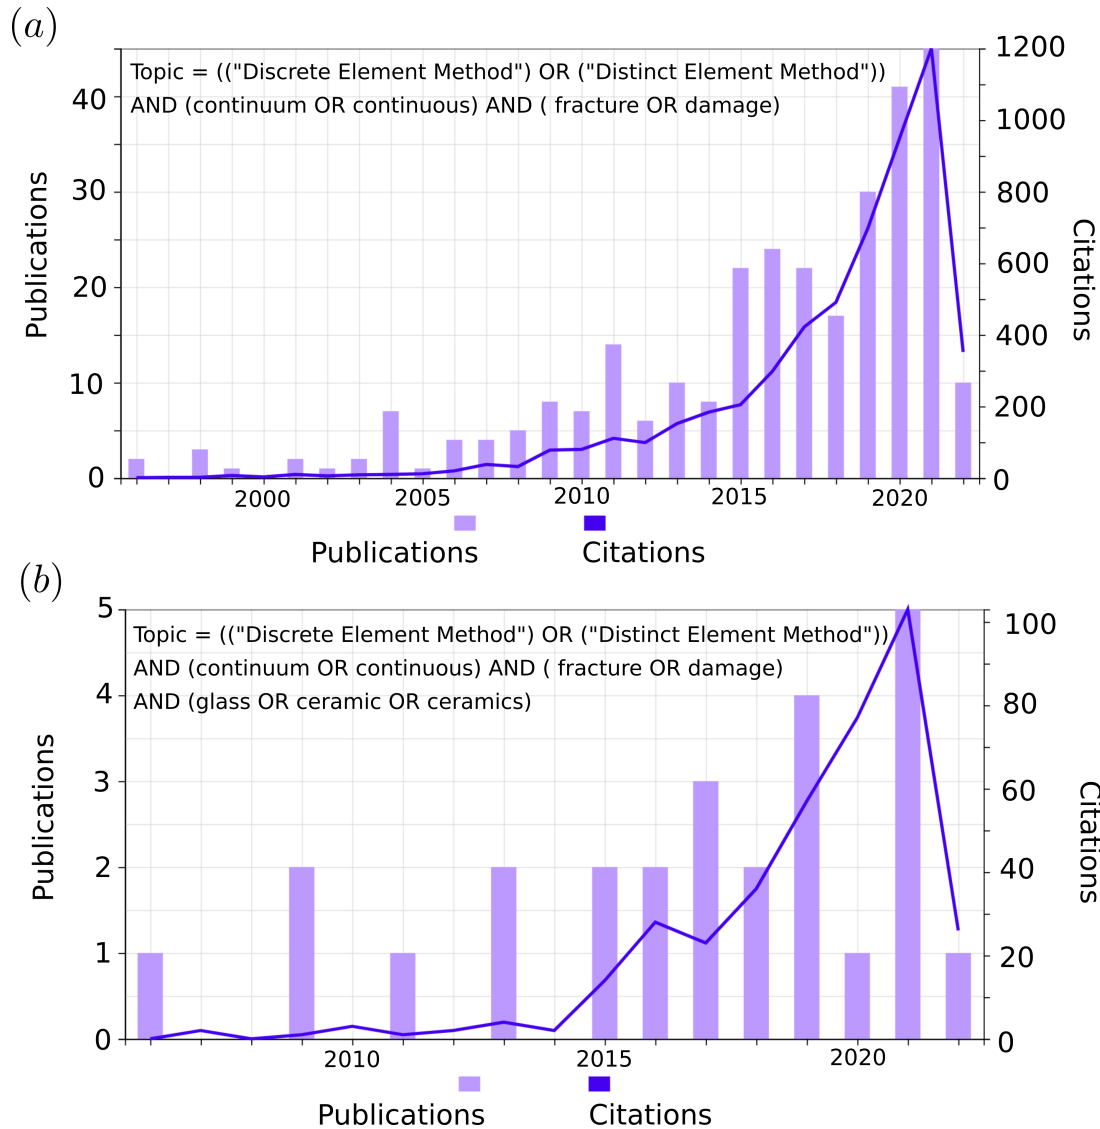 (a)
Topic = (("Discrete Element Method") OR ("Distinct Element Method"))
AND (continuum OR continuous) AND ( fracture OR damage)
Publications
40
30
20
10
0
1200
1000
800
600
400
200
0
Citations
2000 2005 2010 2015 2020
Publications Citations
(b)
Topic = (("Discrete Element Method") OR ("Distinct Element Method"))
AND (continuum OR continuous) AND ( fracture OR damage)
AND (glass OR ceramic OR ceramics)
Publications
5
4
3
2
1
0
100
80
60
40
20
0
Citations
2010 2015 2020
Publications Citations